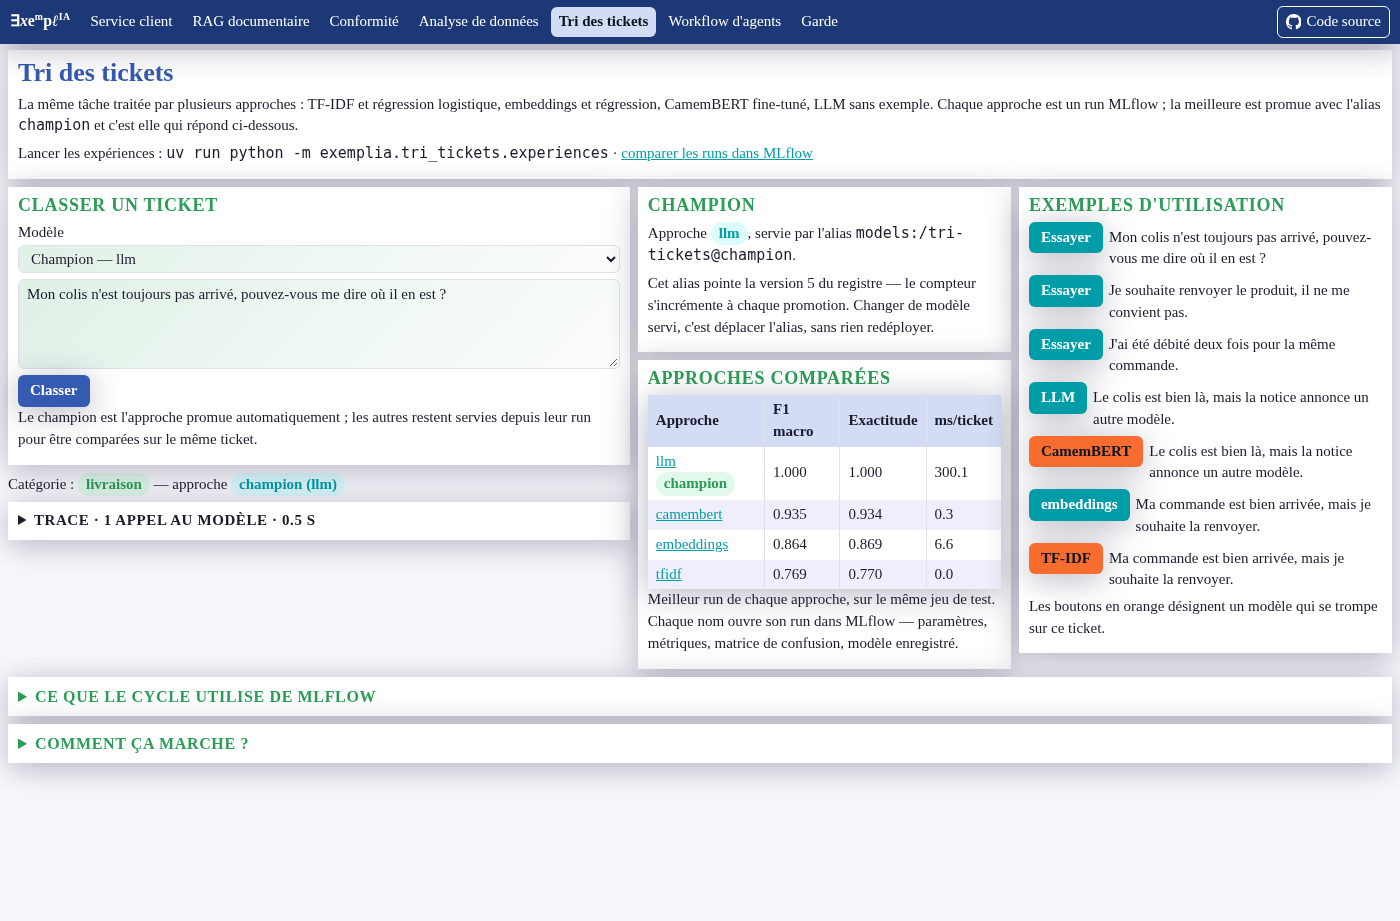 ∃xemplIA Service client RAG documentaire Conformité Analyse de données Tri des tickets Workflow d'agents Garde Code source
Tri des tickets
La même tâche traitée par plusieurs approches : TF-IDF et régression logistique, embeddings et régression, CamemBERT fine-tuné, LLM sans exemple. Chaque approche est un run MLflow ; la meilleure est promue avec l'alias
champion et c'est elle qui répond ci-dessous.
Lancer les expériences : uv run python -m exemplia.tri_tickets.experiences · comparer les runs dans MLflow
CLASSER UN TICKET
Modèle
Champion — llm
Mon colis n'est toujours pas arrivé, pouvez-vous me dire où il en est ?
Classer
Le champion est l'approche promue automatiquement ; les autres restent servies depuis leur run
pour être comparées sur le même ticket.
Catégorie : livraison — approche champion (llm)
TRACE · 1 APPEL AU MODÈLE · 0.5 S
CHAMPION
Approche llm, servie par l'alias models:/tri-
tickets@champion.
Cet alias pointe la version 5 du registre — le compteur
s'incrémente à chaque promotion. Changer de modèle
servi, c'est déplacer l'alias, sans rien redéployer.
APPROCHES COMPARÉES
Approche F1 macro Exactitude ms/ticket
llm champion 1.000 1.000 300.1
camembert 0.935 0.934 0.3
embeddings 0.864 0.869 6.6
tfidf 0.769 0.770 0.0
Meilleur run de chaque approche, sur le même jeu de test.
Chaque nom ouvre son run dans MLflow — paramètres,
métriques, matrice de confusion, modèle enregistré.
EXEMPLES D'UTILISATION
Essayer Mon colis n'est toujours pas arrivé, pouvez-
vous me dire où il en est ?
Essayer Je souhaite renvoyer le produit, il ne me
convient pas.
Essayer J'ai été débité deux fois pour la même
commande.
LLM Le colis est bien là, mais la notice annonce un
autre modèle.
CamemBERT Le colis est bien là, mais la notice
annonce un autre modèle.
embeddings Ma commande est bien arrivée, mais je
souhaite la renvoyer.
TF-IDF Ma commande est bien arrivée, mais je
souhaite la renvoyer.
Les boutons en orange désignent un modèle qui se trompe
sur ce ticket.
CE QUE LE CYCLE UTILISE DE MLFLOW
COMMENT ÇA MARCHE ?